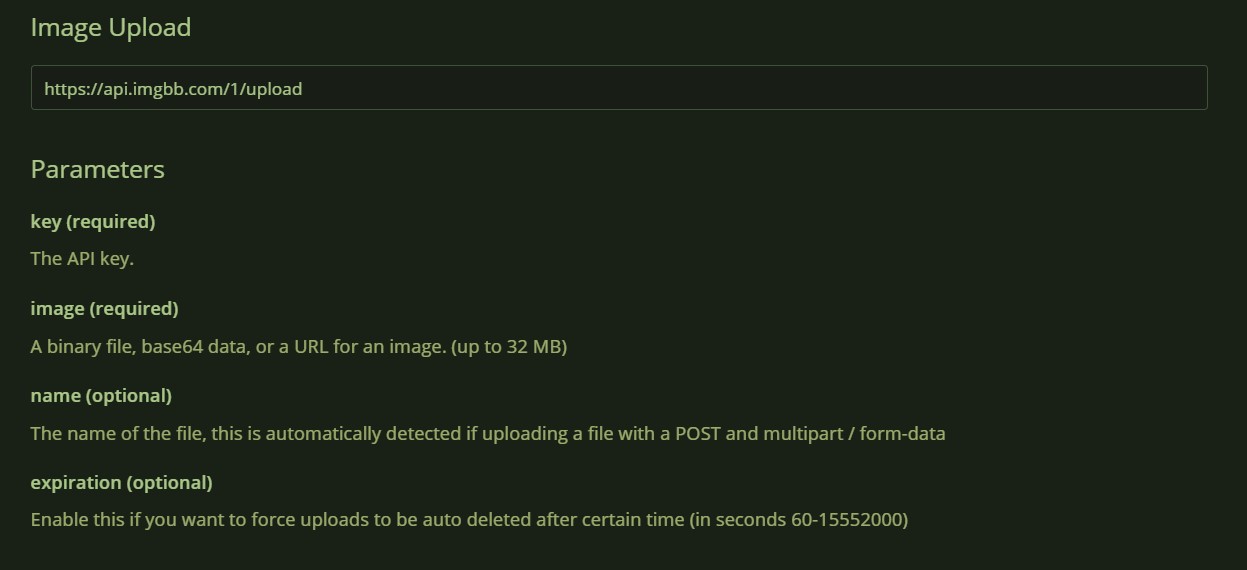 Image Upload
https://api.imgbb.com/1/upload
Parameters
key (required)
The API key.
image (required)
A binary file, base64 data, or a URL for an image. (up to 32 MB)
name (optional)
The name of the file, this is automatically detected if uploading a file with a POST and multipart / form-data
expiration (optional)
Enable this if you want to force uploads to be auto deleted after certain time (in seconds 60-15552000)